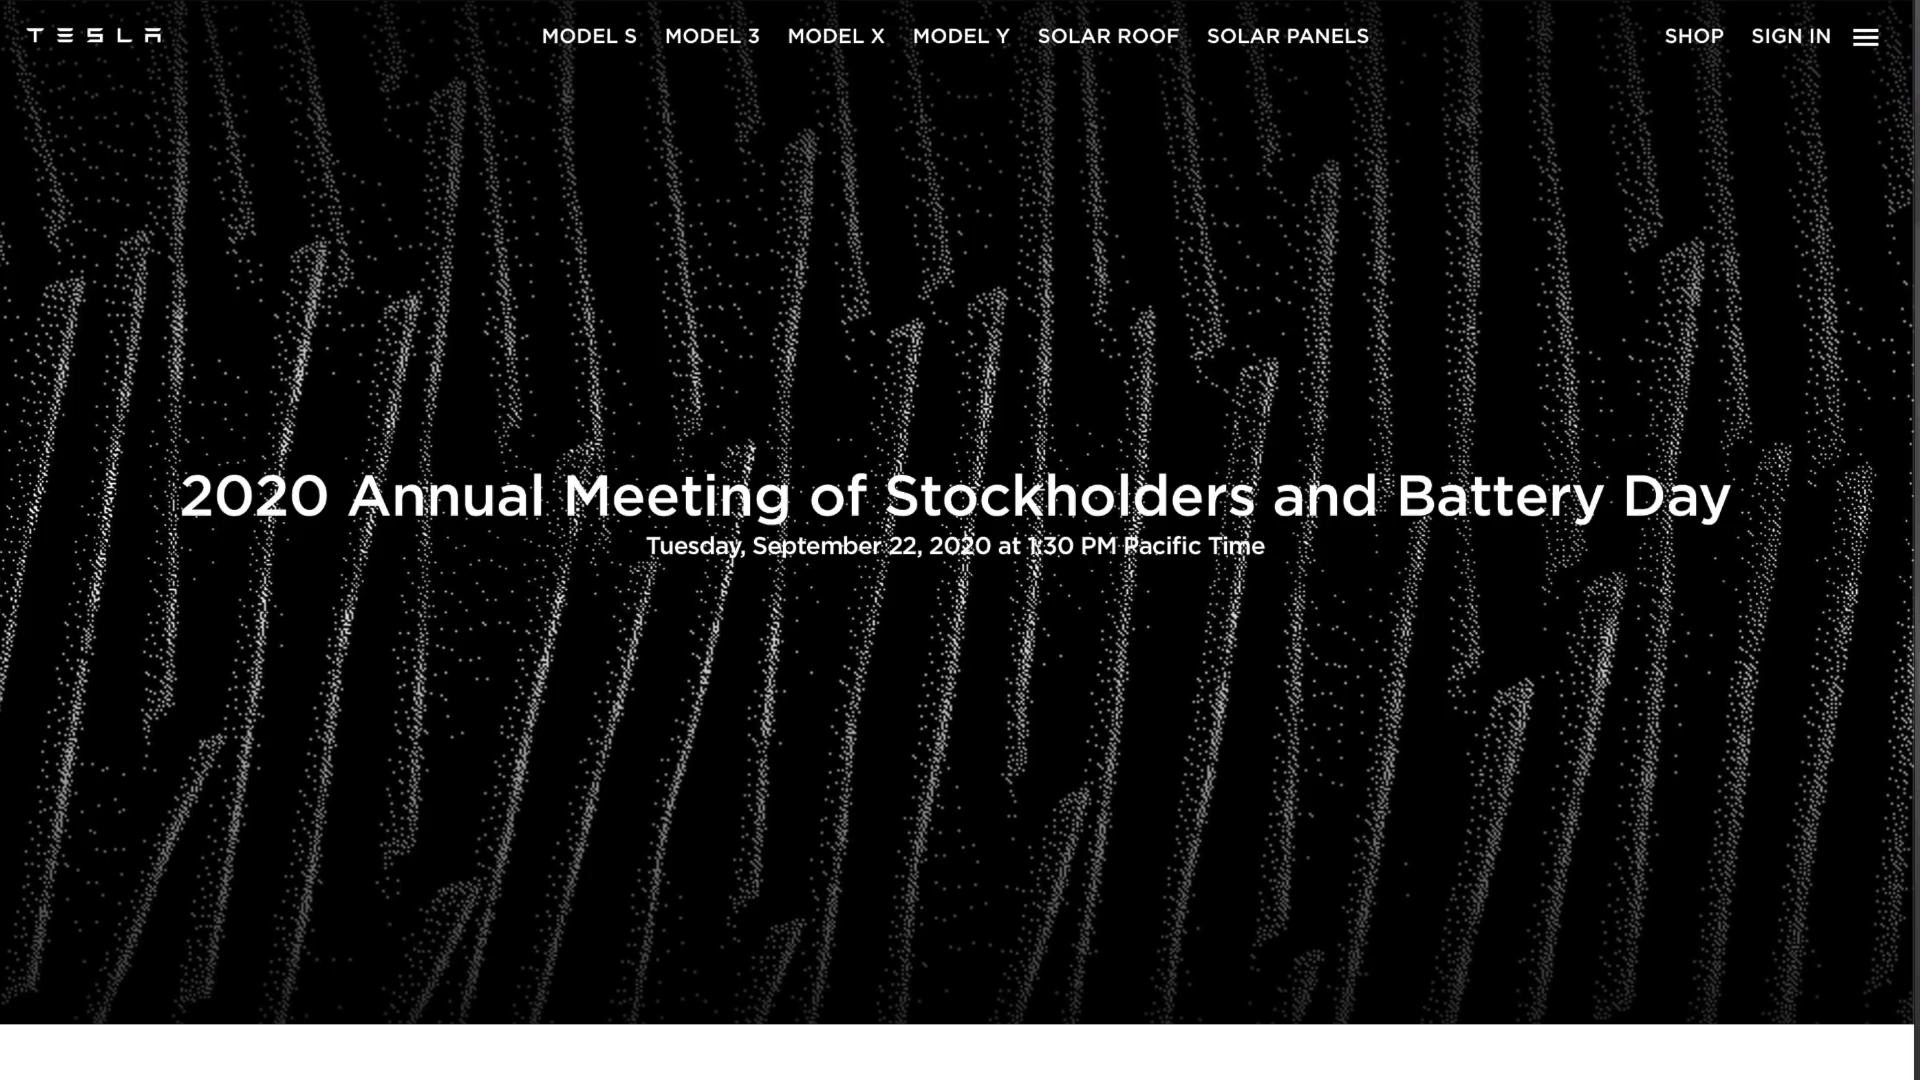 TESLA
MODEL S MODEL 3 MODEL X MODEL Y SOLAR ROOF SOLAR PANELS
SHOP SIGN IN
2020 Annual Meeting of Stockholders and Battery Day
Tuesday, September 22, 2020 at 1:30 PM Pacific Time